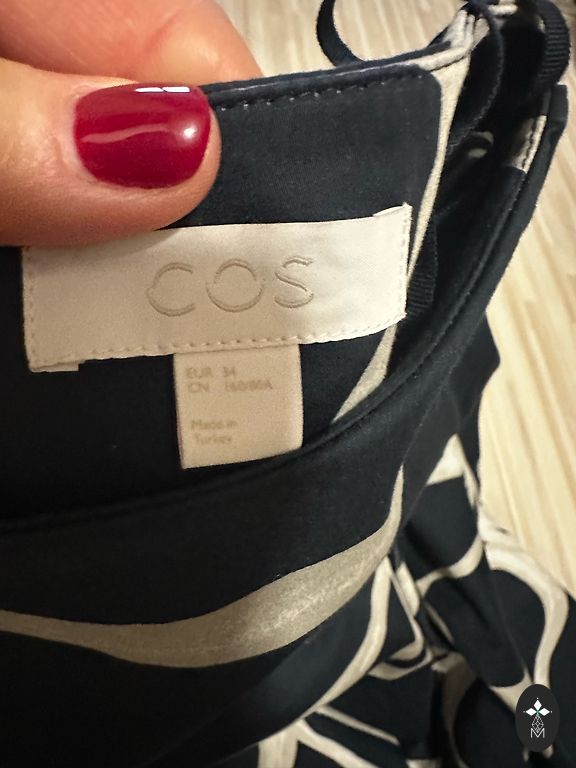 COS
EUR 34
CN 160/80A
Made in
Turkey
M